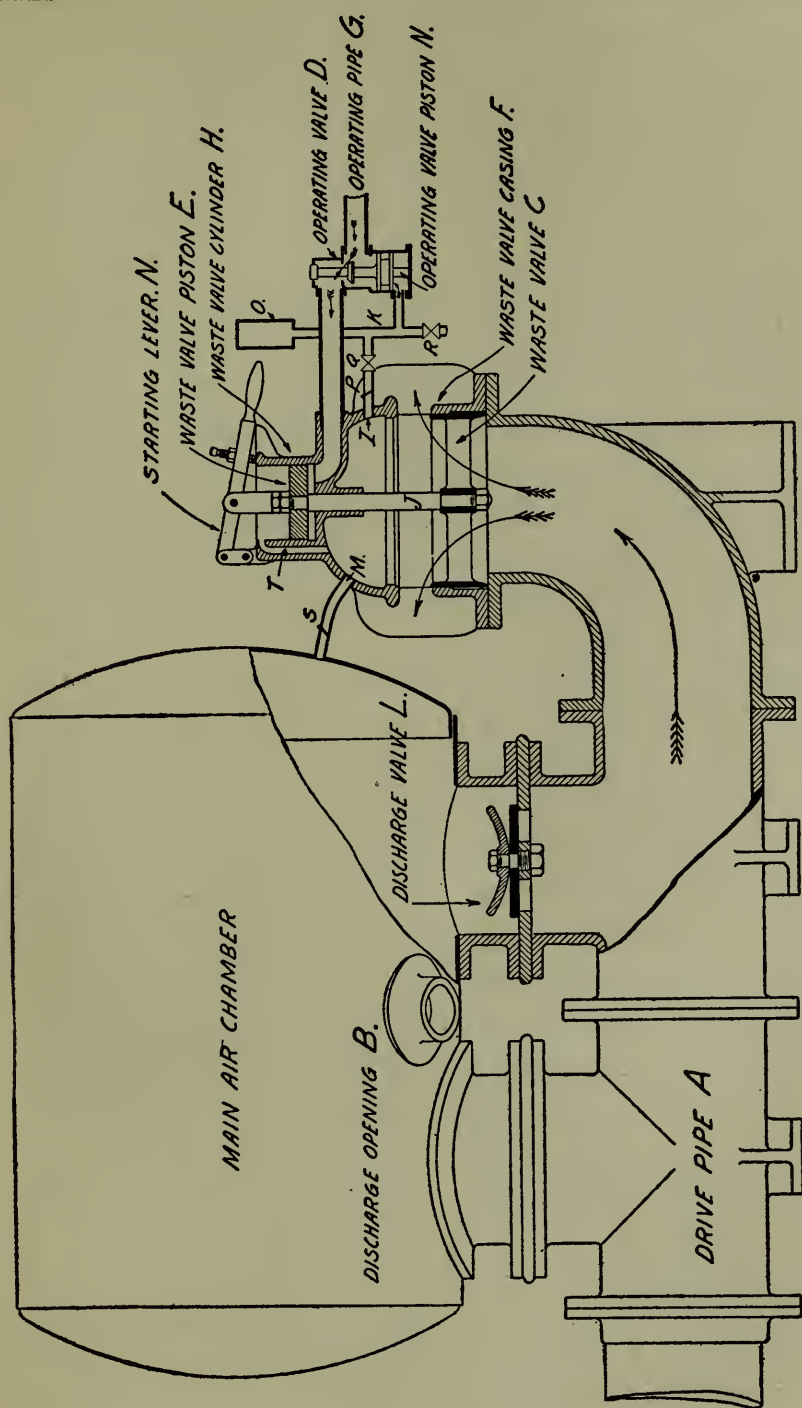 STARTING LEVER. N.
WASTE VALVE PISTON E.
WASTE VALVE CYLINDER H.
OPERATING VALVE D.
OPERATING PIPE G.
OPERATING VALVE PISTON N.
WASTE VALVE CASING F.
WASTE VALVE C
O.
K
R
Q
P
I
J
T
M.
S
MAIN AIR CHAMBER
DISCHARGE VALVE L.
DISCHARGE OPENING B.
DRIVE PIPE A